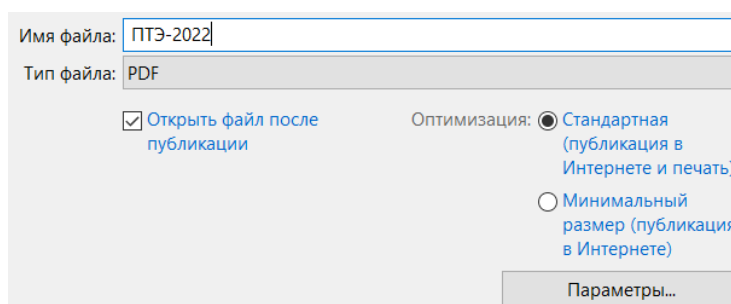 Имя файла: ПТЭ-2022
Тип файла: PDF
Открыть файл после
публикации
Оптимизация: Стандартная
(публикация в
Интернете и печать)
Минимальный
размер (публикация
в Интернете)
Параметры...